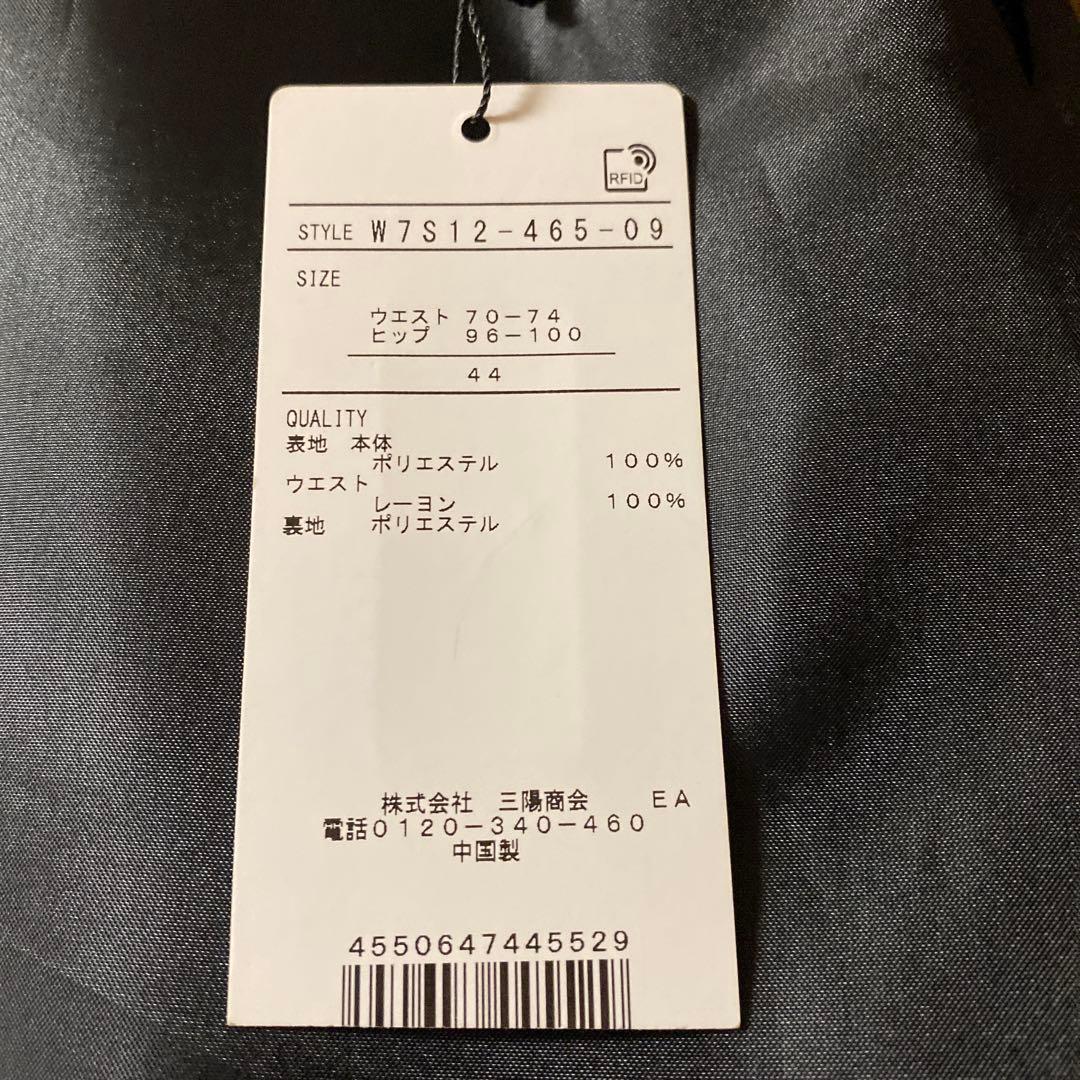 RFID
STYLE W7S12-465-09
SIZE
ウエスト 70-74
ヒップ 96-100
44
QUALITY
表地 本体
ポリエステル 100%
ウエスト
レーヨン 100%
裏地 ポリエステル
株式会社 三陽商会 EA
電話0120-340-460
中国製
4550647445529